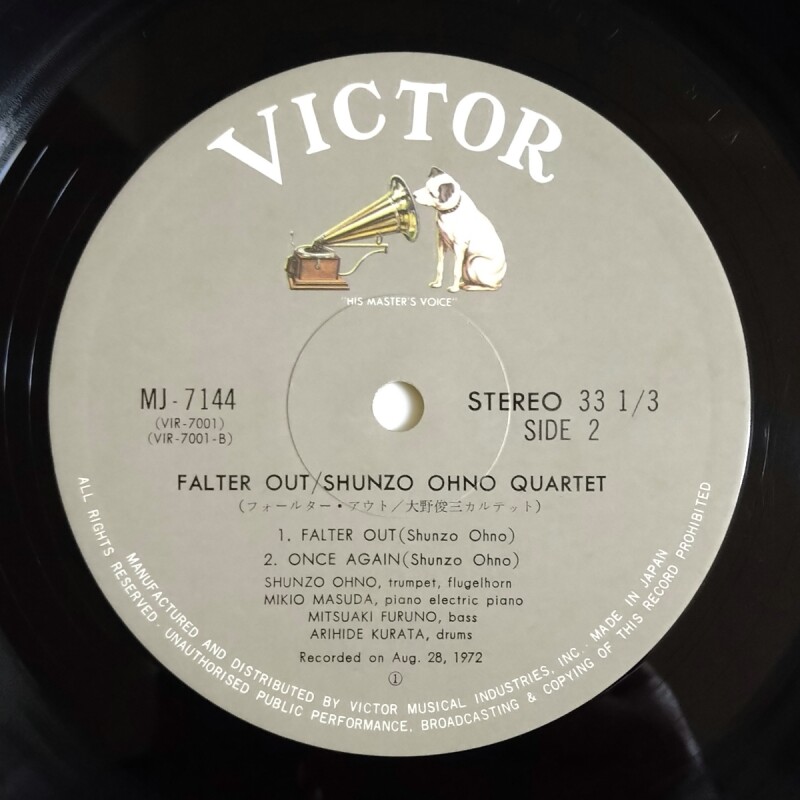 VICTOR
"HIS MASTER'S VOICE"
MJ-7144
(VIR-7001)
(VIR-7001-B)
STEREO 33 1/3
SIDE 2
FALTER OUT/SHUNZO OHNO QUARTET
(フォールター・アウト/大野俊三カルテット)
1. FALTER OUT(Shunzo Ohno)
2. ONCE AGAIN(Shunzo Ohno)
SHUNZO OHNO, trumpet, flugelhorn
MIKIO MASUDA, piano electric piano
MITSUAKI FURUNO, bass
ARIHIDE KURATA, drums
Recorded on Aug. 28, 1972
①
MANUFACTURED AND DISTRIBUTED BY VICTOR MUSICAL INDUSTRIES, INC. MADE IN JAPAN
ALL RIGHTS RESERVED. UNAUTHORISED PUBLIC PERFORMANCE, BROADCASTING & COPYING OF THIS RECORD PROHIBITED